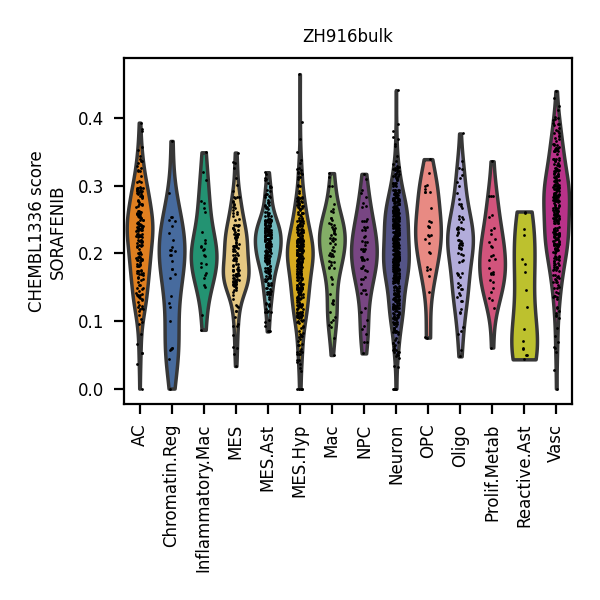 ZH916bulk
CHEMBL1336 score
SORAFENIB
0.4
0.3
0.2
0.1
0.0
AC
Chromatin.Reg
Inflammatory.Mac
MES
MES.Ast
MES.Hyp
Mac
NPC
Neuron
OPC
Oligo
Prolif.Metab
Reactive.Ast
Vasc